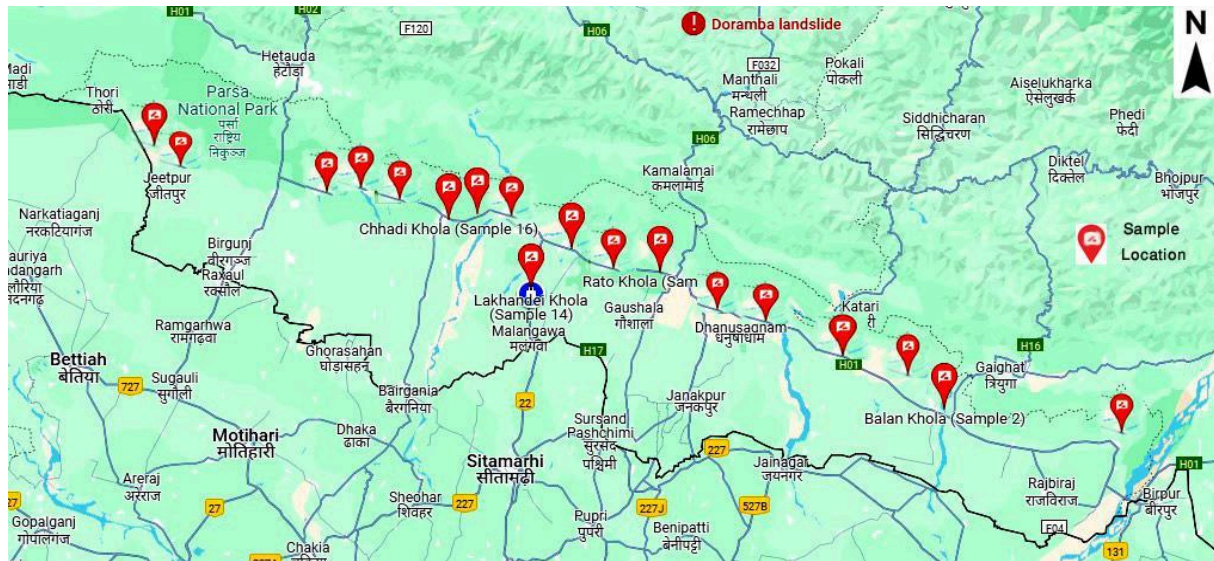 H01
H02
F120
H06
Doramba landslide
N
Hetauda
हेटौडा
F032
Pokali
पोकली
Manthali
मन्थली
Ramechhap
रामेछाप
Aiselukharka
ऐसेलुखर्क
Thori
ठोरी
Parsa
National Park
पर्सा
राष्ट्रिय
निकुञ्ज
Siddhicharan
सिद्धिचरण
Phedi
फेदी
H06
Kamalamai
कमलामाई
Diktel
दिक्तेल
Bhojpur
भोजपुर
Jeetpur
जीतपुर
Narkatiaganj
नरकटियागंज
Sample
Location
Chhadi Khola (Sample 16)
Birgunj
वीरगञ्ज
Raxaul
रक्सौल
Rato Khola (Sam
Lakhandei Khola
(Sample 14)
Malangawa
मलंगवा
Gaushala
गौशाला
Katari
री
Dhanusagnam
धनुषाधाम
Ramgarhwa
रामगढ़वा
Ghorasahan
घोड़ासहन
H17
H01
H16
Gaighat
त्रियुगा
Bettiah
बेतिया
727
Sugauli
सुगौली
Bairgania
बैरगनिया
22
Janakpur
जनकपुर
Balan Khola (Sample 2)
Motihari
मोतिहारी
Dhaka
ढाका
Sursand
Pashchimi
सुरसंद
पश्चिमी
227
Jainagar
जयनगर
Sitamarhi
सीतामढ़ी
H01
Areraj
अरेराज
Sheohar
शिवहर
227
Rajbiraj
राजविराज
Birpur
बीरपुर
27
27
Pupri
पुपरी
227J
527B
Benipatti
बेनीपट्टी
F04
Gopalganj
गोपालगंज
Chakia
131